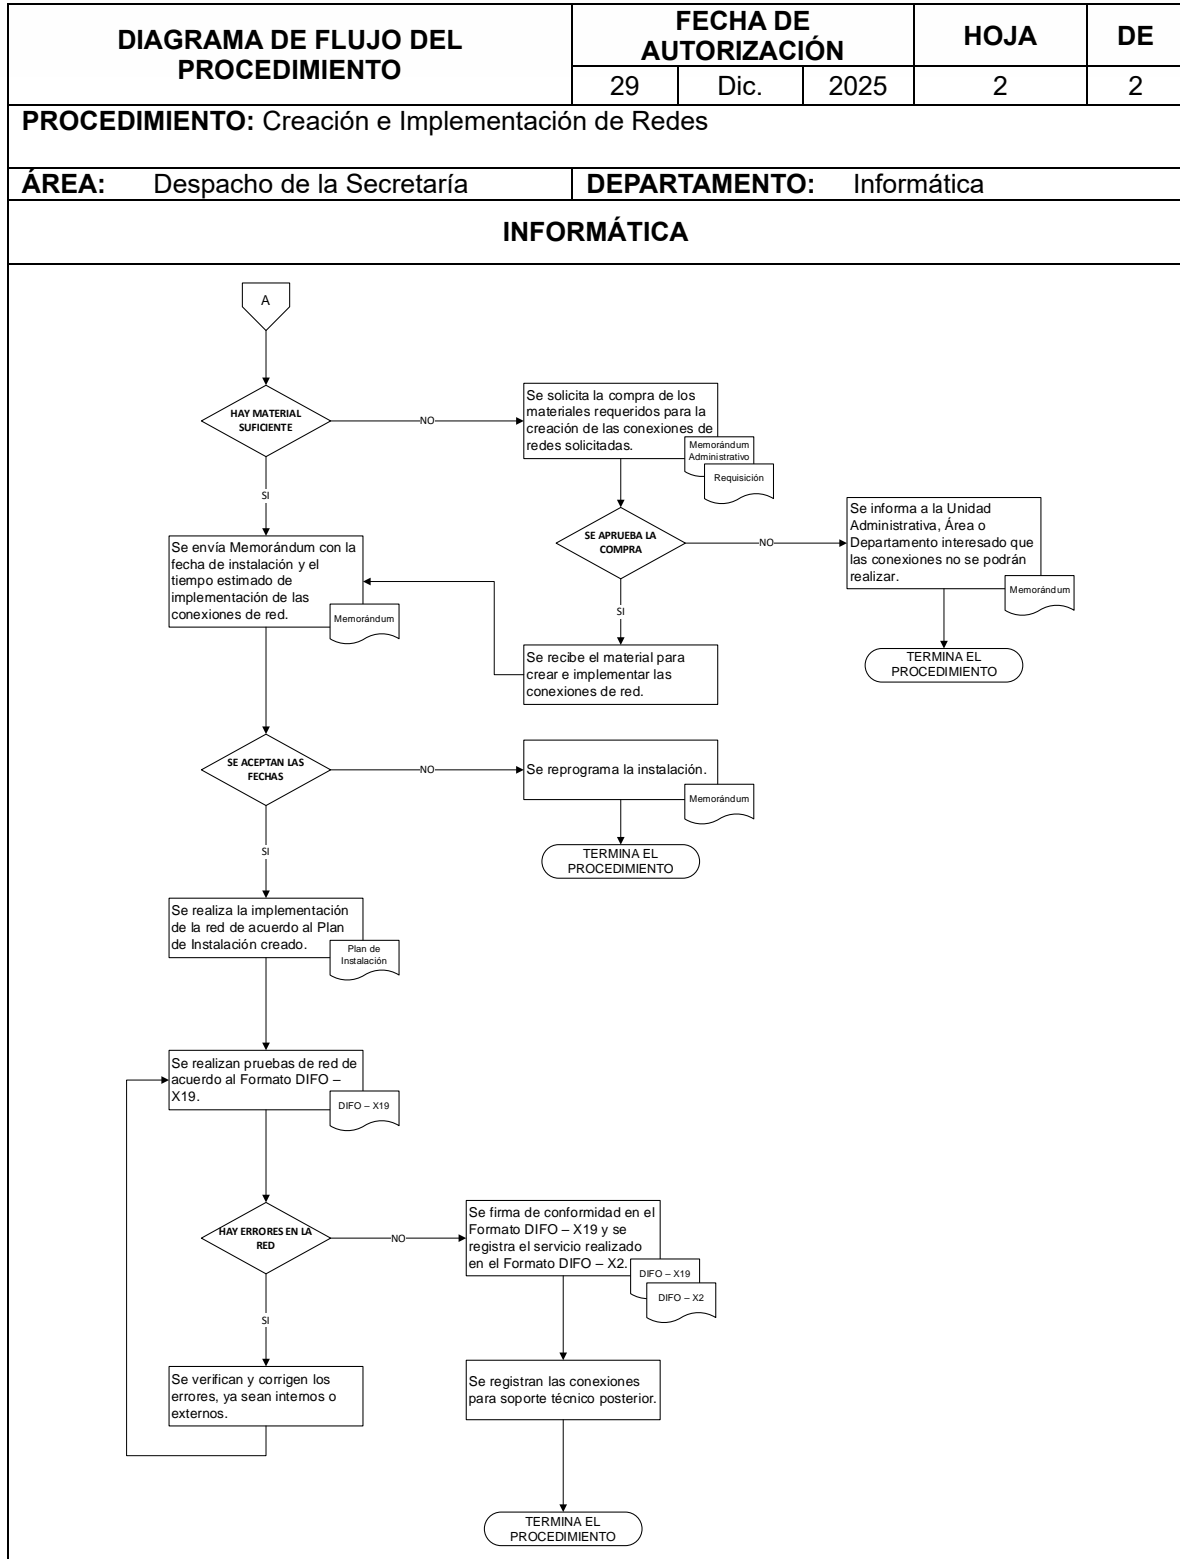 DIAGRAMA DE FLUJO DEL
PROCEDIMIENTO
FECHA DE
AUTORIZACIÓN
HOJA
DE
29
Dic.
2025
2
2
PROCEDIMIENTO: Creación e Implementación de Redes
ÁREA: Despacho de la Secretaría
DEPARTAMENTO: Informática
INFORMÁTICA
A
HAY MATERIAL
SUFICIENTE
NO
Se solicita la compra de los
materiales requeridos para la
creación de las conexiones de
redes solicitadas.
Memorándum
Administrativo
Requisición
SI
SE APRUEBA LA
COMPRA
NO
Se informa a la Unidad
Administrativa, Área o
Departamento interesado que
las conexiones no se podrán
realizar.
Memorándum
TERMINA EL
PROCEDIMIENTO
Se envía Memorándum con la
fecha de instalación y el
tiempo estimado de
implementación de las
conexiones de red.
Memorándum
SI
Se recibe el material para
crear e implementar las
conexiones de red.
SE ACEPTAN LAS
FECHAS
NO
Se reprograma la instalación.
Memorándum
TERMINA EL
PROCEDIMIENTO
SI
Se realiza la implementación
de la red de acuerdo al Plan
de Instalación creado.
Plan de
Instalación
Se realizan pruebas de red de
acuerdo al Formato DIFO –
X19.
DIFO – X19
HAY ERRORES EN LA
RED
NO
Se firma de conformidad en el
Formato DIFO – X19 y se
registra el servicio realizado
en el Formato DIFO – X2.
DIFO – X19
DIFO – X2
SI
Se verifican y corrigen los
errores, ya sean internos o
externos.
Se registran las conexiones
para soporte técnico posterior.
TERMINA EL
PROCEDIMIENTO